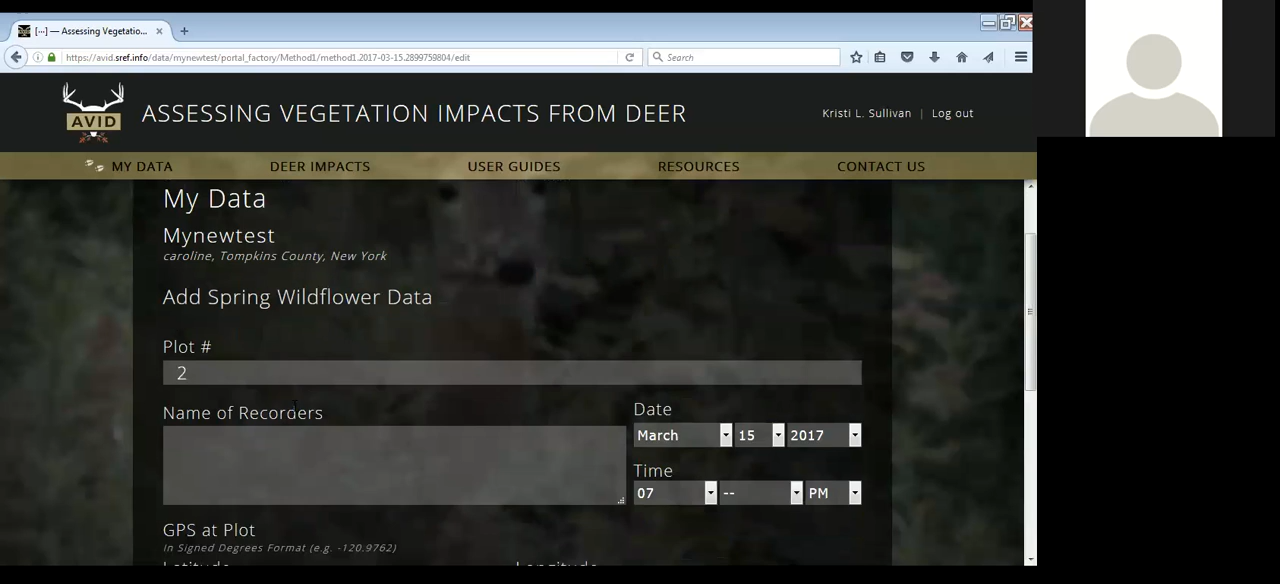 [...] — Assessing Vegetatio...
https://avid.sref.info/data/mynewtest/portal_factory/Method1/method1.2017-03-15.2899759804/edit
Search
AVID
ASSESSING VEGETATION IMPACTS FROM DEER
Kristi L. Sullivan | Log out
MY DATA DEER IMPACTS USER GUIDES RESOURCES CONTACT US
My Data
Mynewtest
caroline, Tompkins County, New York
Add Spring Wildflower Data
Plot #
2
Name of Recorders
Date
March 15 2017
Time
07 -- PM
GPS at Plot
In Signed Degrees Format (e.g. -120.9762)
Latitude Longitude